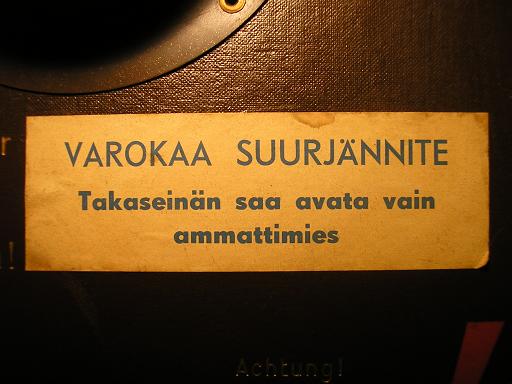 VAROKAA SUURJÄNNITE
Takaseinän saa avata vain
ammattimies
Achtung!